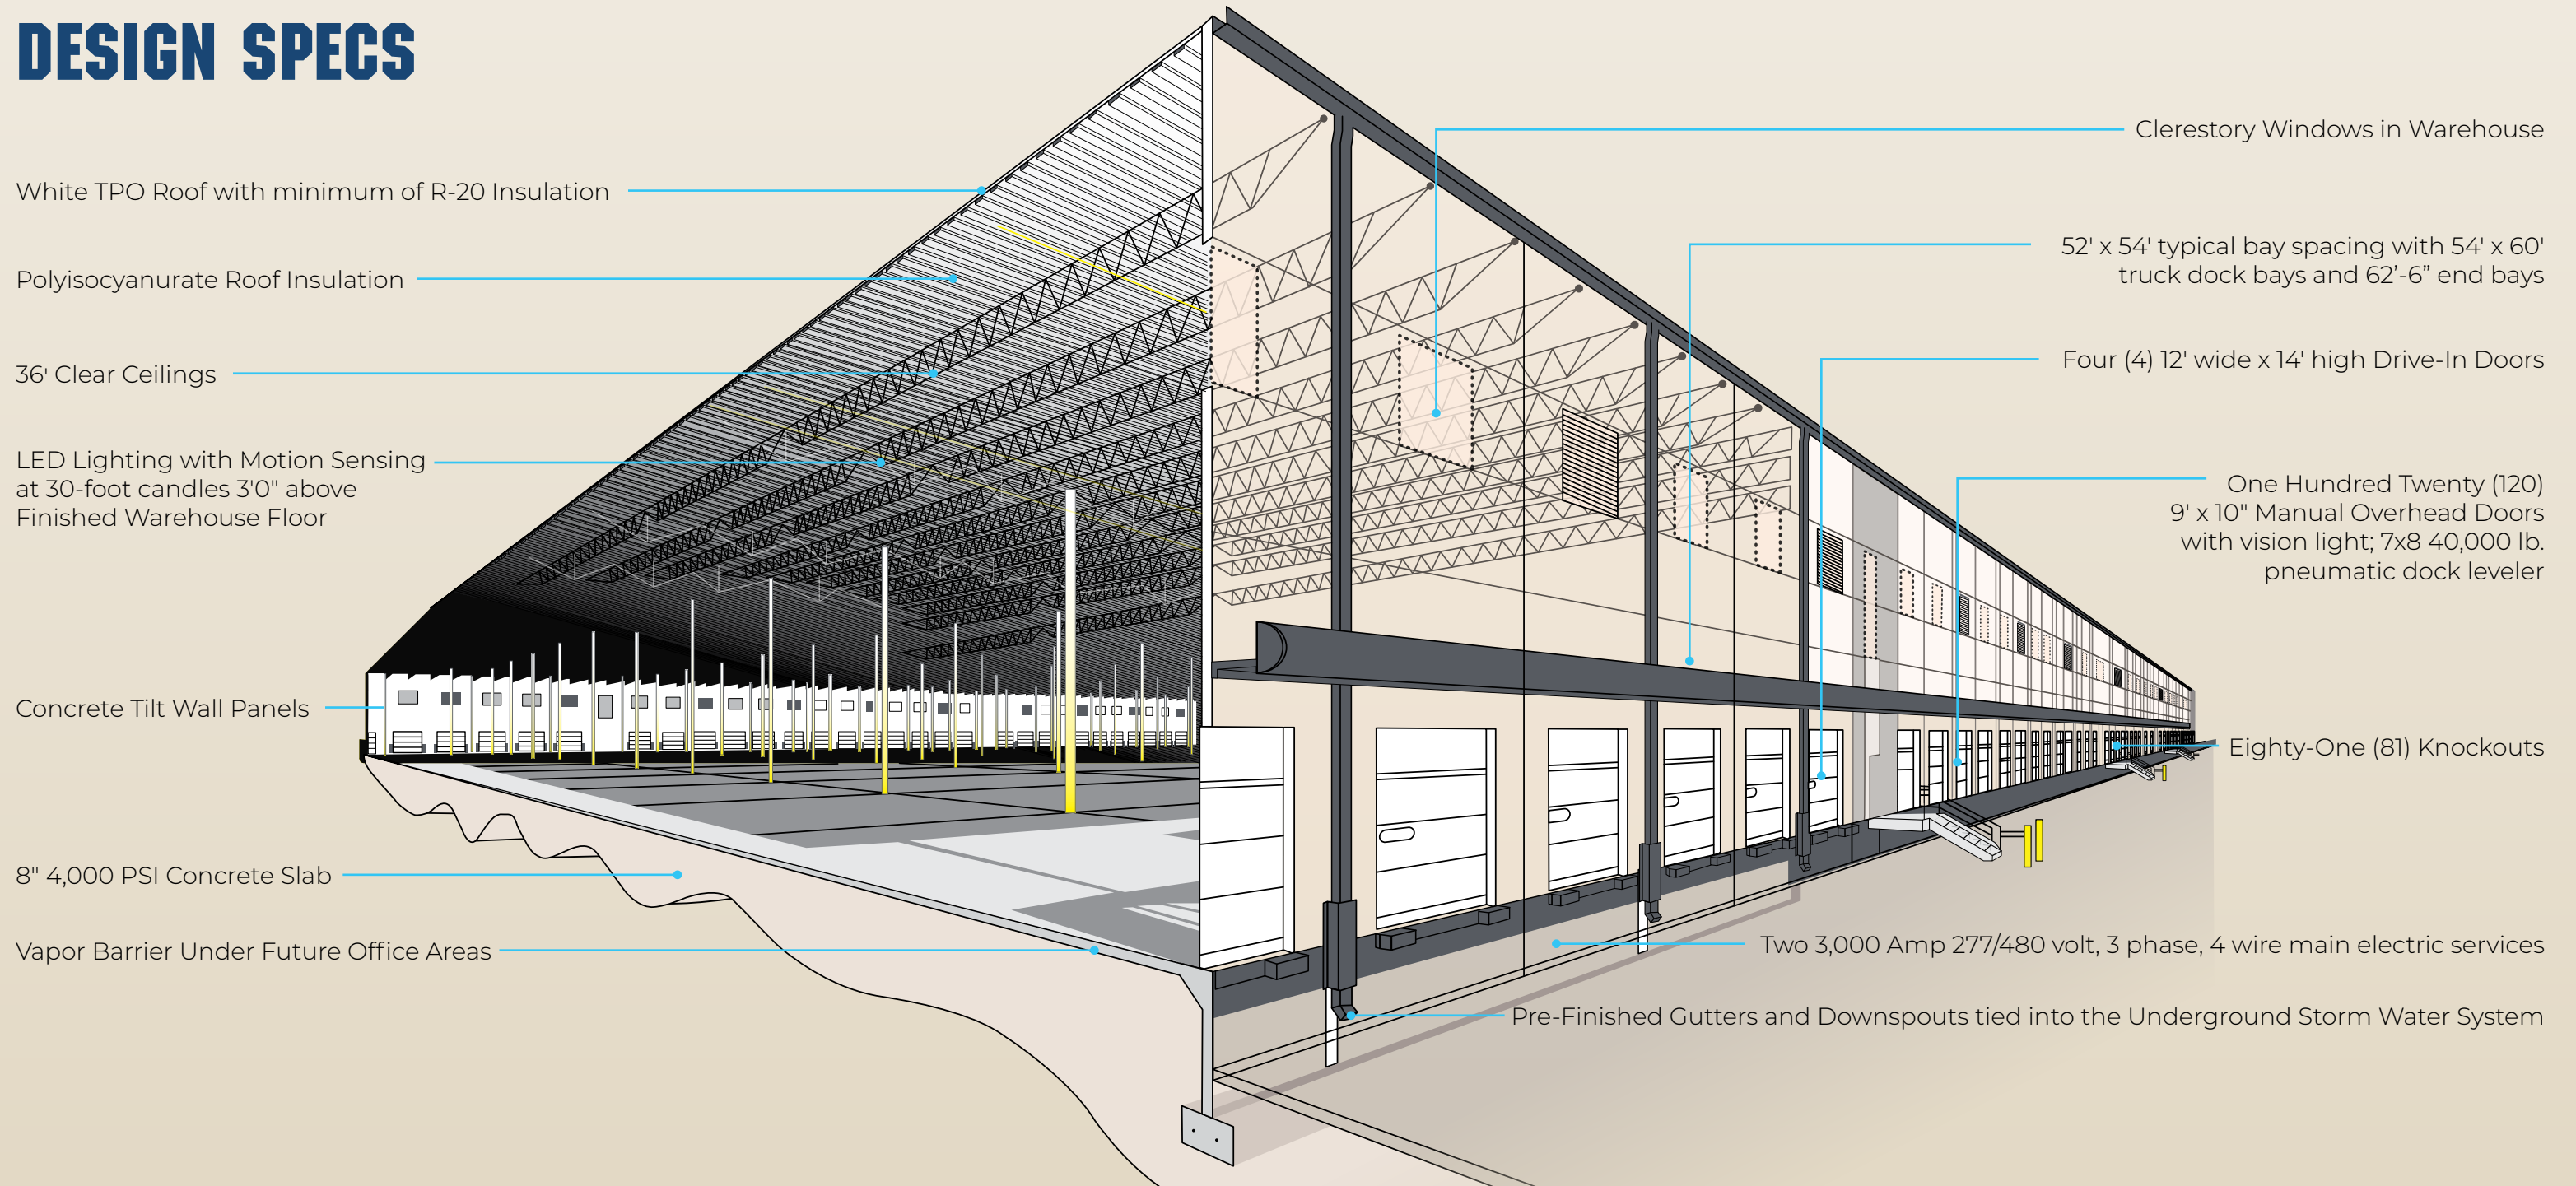 DESIGN SPECS
White TPO Roof with minimum of R-20 Insulation
Polyisocyanurate Roof Insulation
36' Clear Ceilings
LED Lighting with Motion Sensing
at 30-foot candles 3'0" above
Finished Warehouse Floor
Concrete Tilt Wall Panels
8" 4,000 PSI Concrete Slab
Vapor Barrier Under Future Office Areas
Clerestory Windows in Warehouse
52' x 54' typical bay spacing with 54' x 60'
truck dock bays and 62’-6” end bays
Four (4) 12' wide x 14' high Drive-In Doors
One Hundred Twenty (120)
9' x 10" Manual Overhead Doors
with vision light; 7x8 40,000 lb.
pneumatic dock leveler
Eighty-One (81) Knockouts
Two 3,000 Amp 277/480 volt, 3 phase, 4 wire main electric services
Pre-Finished Gutters and Downspouts tied into the Underground Storm Water System